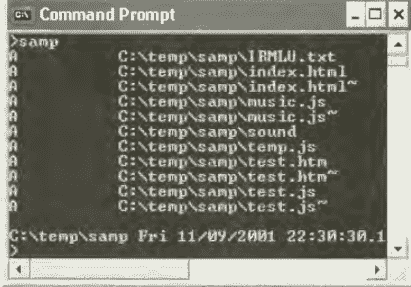 Command Prompt
>samp
A C:\temp\samp\IRMLU.txt
A C:\temp\samp\index.html
A C:\temp\samp\index.html~
A C:\temp\samp\music.js
A C:\temp\samp\music.js~
A C:\temp\samp\sound
A C:\temp\samp\temp.js
A C:\temp\samp\test.htm
A C:\temp\samp\test.htm~
A C:\temp\samp\test.js
A C:\temp\samp\test.js~
C:\temp\samp Fri 11/09/2001 22:30:30.1
>